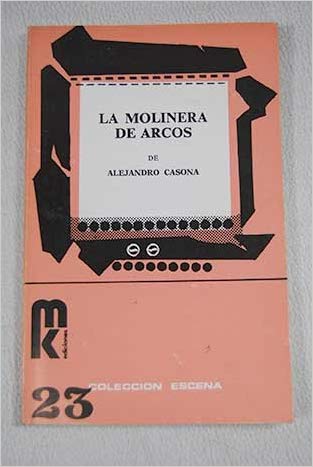 LA MOLINERA
DE ARCOS
DE
ALEJANDRO CASONA
mk
ediciones
23
COLECCION ESCENA